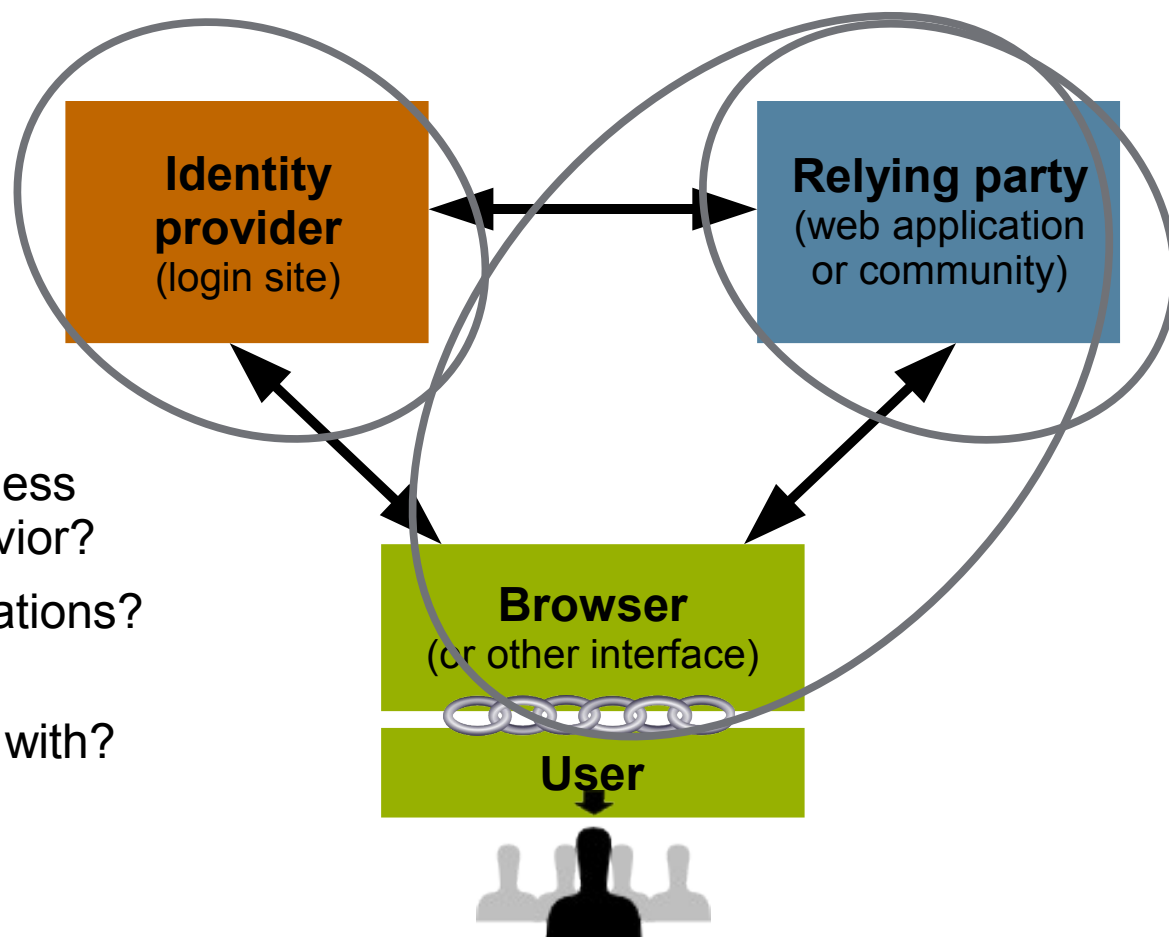 Identity
provider
(login site)
Relying party
(web application
or community)
ess
vior?
ations?
with?
Browser
(or other interface)
User